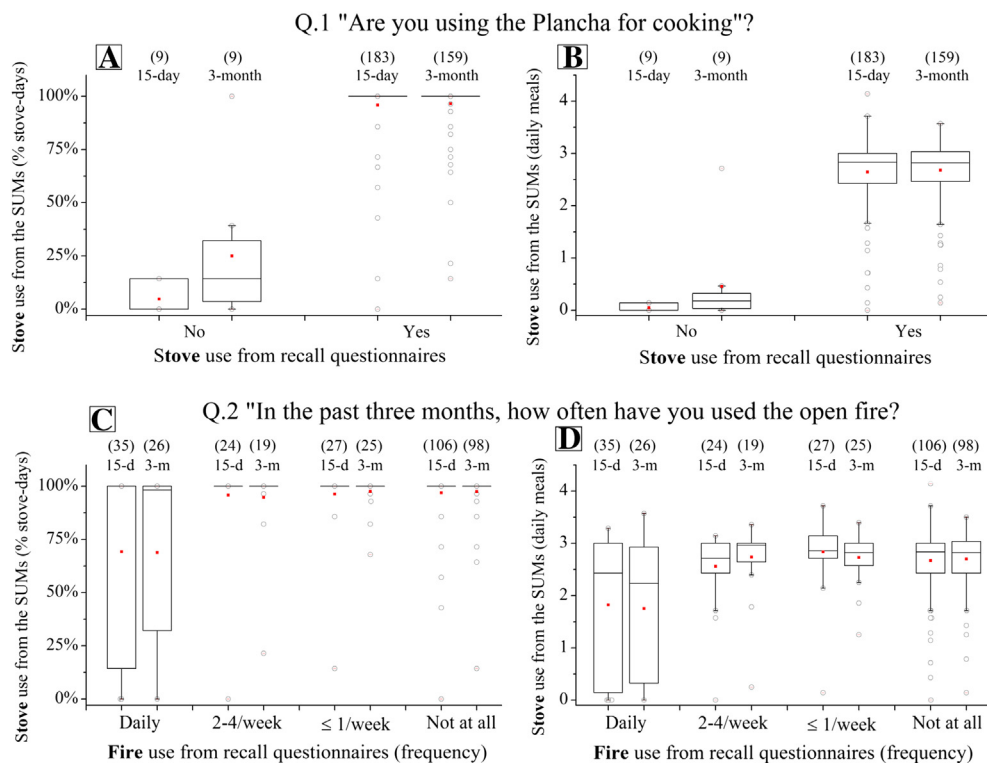 Q.1 "Are you using the Plancha for cooking"?
A
(9) (9) (183) (159)
15-day 3-month 15-day 3-month
100%
75%
50%
25%
0%
Stove use from the SUMs (% stove-days)
No Yes
Stove use from recall questionnaires
B
(9) (9) (183) (159)
15-day 3-month 15-day 3-month
4
3
2
1
0
Stove use from the SUMs (daily meals)
No Yes
Stove use from recall questionnaires
Q.2 "In the past three months, how often have you used the open fire?
C
(35) (26) (24) (19) (27) (25) (106) (98)
15-d 3-m 15-d 3-m 15-d 3-m 15-d 3-m
100%
75%
50%
25%
0%
Stove use from the SUMs (% stove-days)
Daily 2-4/week ≤ 1/week Not at all
Fire use from recall questionnaires (frequency)
D
(35) (26) (24) (19) (27) (25) (106) (98)
15-d 3-m 15-d 3-m 15-d 3-m 15-d 3-m
4
3
2
1
0
Stove use from the SUMs (daily meals)
Daily 2-4/week ≤ 1/week Not at all
Fire use from recall questionnaires (frequency)